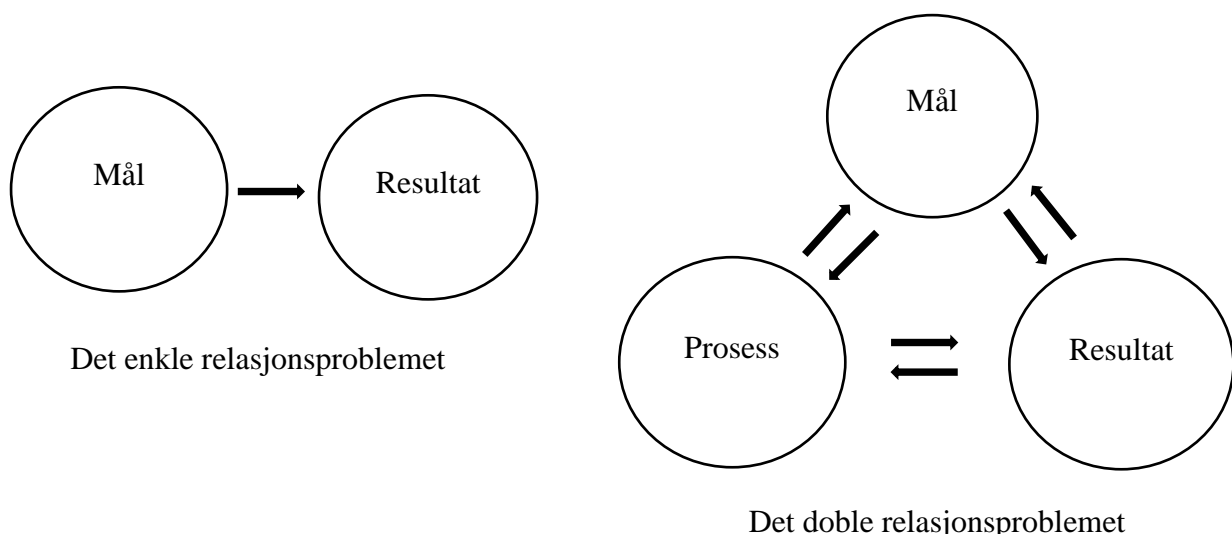 Mål
Resultat
Det enkle relasjonsproblemet
Mål
Prosess
Resultat
Det doble relasjonsproblemet